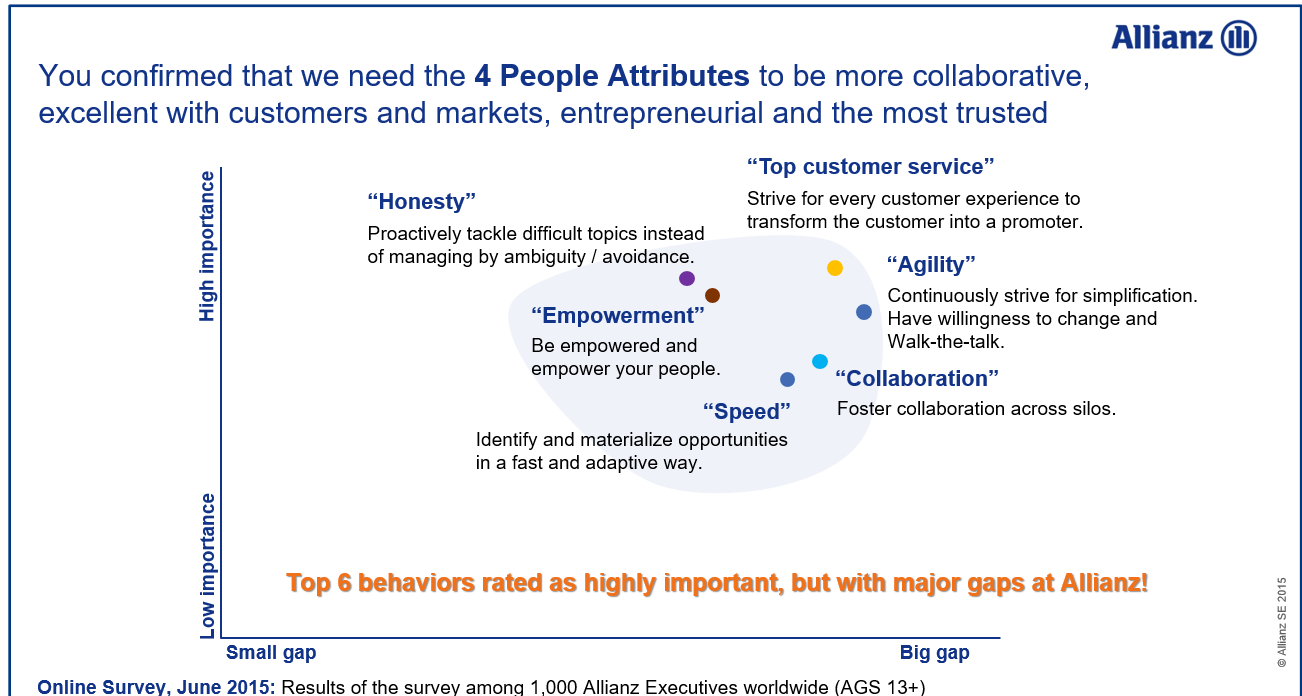 Allianz
You confirmed that we need the 4 People Attributes to be more collaborative,
excellent with customers and markets, entrepreneurial and the most trusted
High importance
Low importance
“Honesty”
Proactively tackle difficult topics instead
of managing by ambiguity / avoidance.
“Top customer service”
Strive for every customer experience to
transform the customer into a promoter.
“Agility”
Continuously strive for simplification.
Have willingness to change and
Walk-the-talk.
“Empowerment”
Be empowered and
empower your people.
“Collaboration”
Foster collaboration across silos.
“Speed”
Identify and materialize opportunities
in a fast and adaptive way.
Top 6 behaviors rated as highly important, but with major gaps at Allianz!
Small gap
Big gap
© Allianz SE 2015
Online Survey, June 2015: Results of the survey among 1,000 Allianz Executives worldwide (AGS 13+)